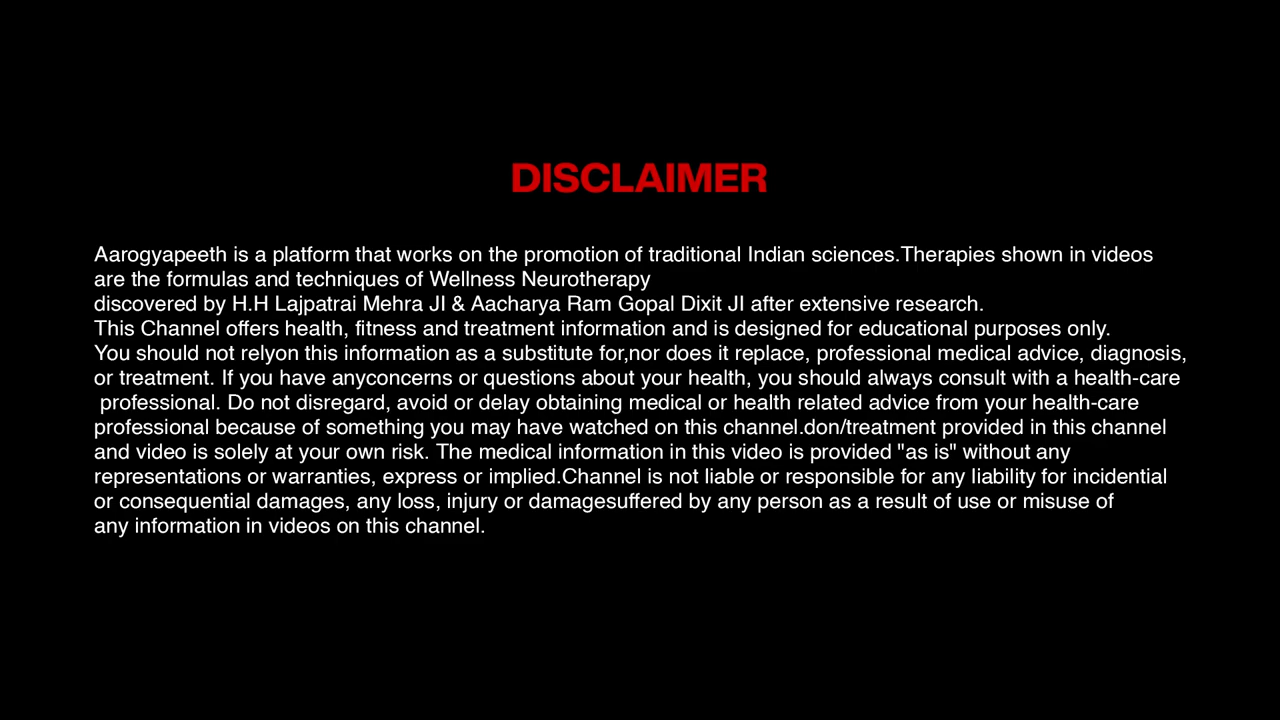 DISCLAIMER
Aarogyapeeth is a platform that works on the promotion of traditional Indian sciences.Therapies shown in videos
are the formulas and techniques of Wellness Neurotherapy
discovered by H.H Lajpatrai Mehra JI & Aacharya Ram Gopal Dixit JI after extensive research.
This Channel offers health, fitness and treatment information and is designed for educational purposes only.
You should not relyon this information as a substitute for,nor does it replace, professional medical advice, diagnosis,
or treatment. If you have anyconcerns or questions about your health, you should always consult with a health-care
professional. Do not disregard, avoid or delay obtaining medical or health related advice from your health-care
professional because of something you may have watched on this channel.don/treatment provided in this channel
and video is solely at your own risk. The medical information in this video is provided "as is" without any
representations or warranties, express or implied.Channel is not liable or responsible for any liability for incidential
or consequential damages, any loss, injury or damagesuffered by any person as a result of use or misuse of
any information in videos on this channel.